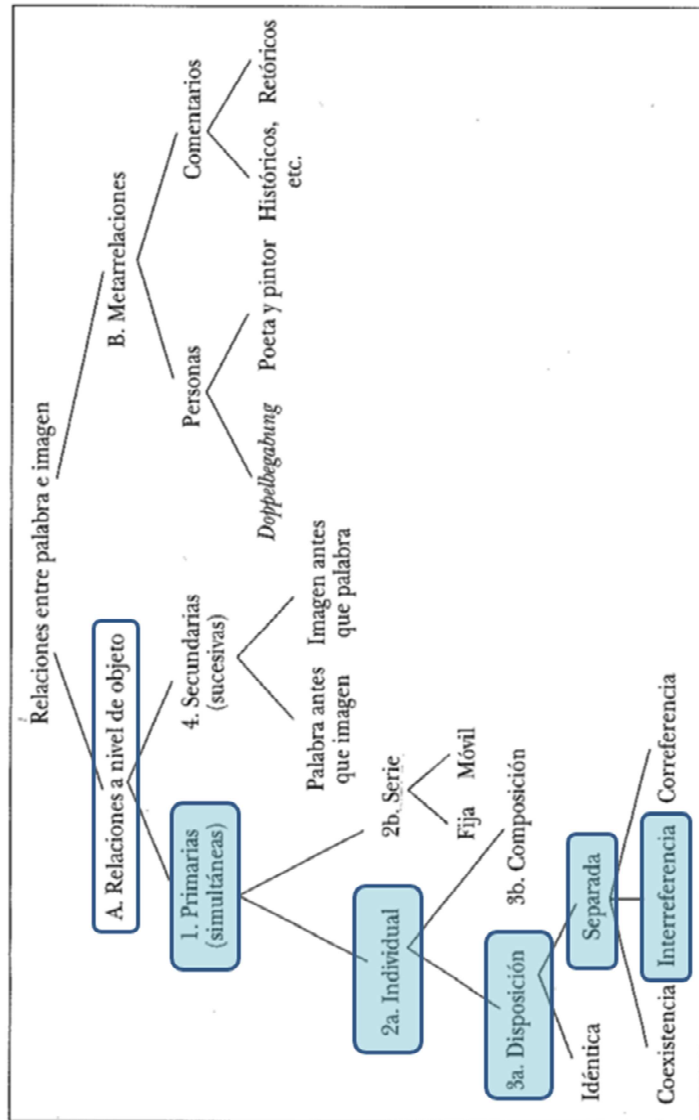 Relaciones entre palabra e imagen
A. Relaciones a nivel de objeto
B. Metarrelaciones
1. Primarias
(simultáneas)
4. Secundarias
(sucesivas)
Personas
Comentarios
Palabra antes
que imagen
Imagen antes
que palabra
Doppelbegabung
Poeta y pintor
Históricos,
etc.
Retóricos
2a. Individual
2b. Serie
Fija
Móvil
3a. Disposición
3b. Composición
Idéntica
Separada
Coexistencia
Interreferencia
Correferencia